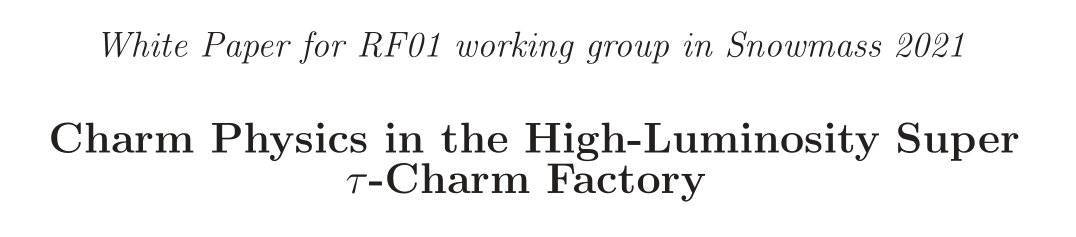 White Paper for RF01 working group in Snowmass 2021
Charm Physics in the High-Luminosity Super
τ-Charm Factory